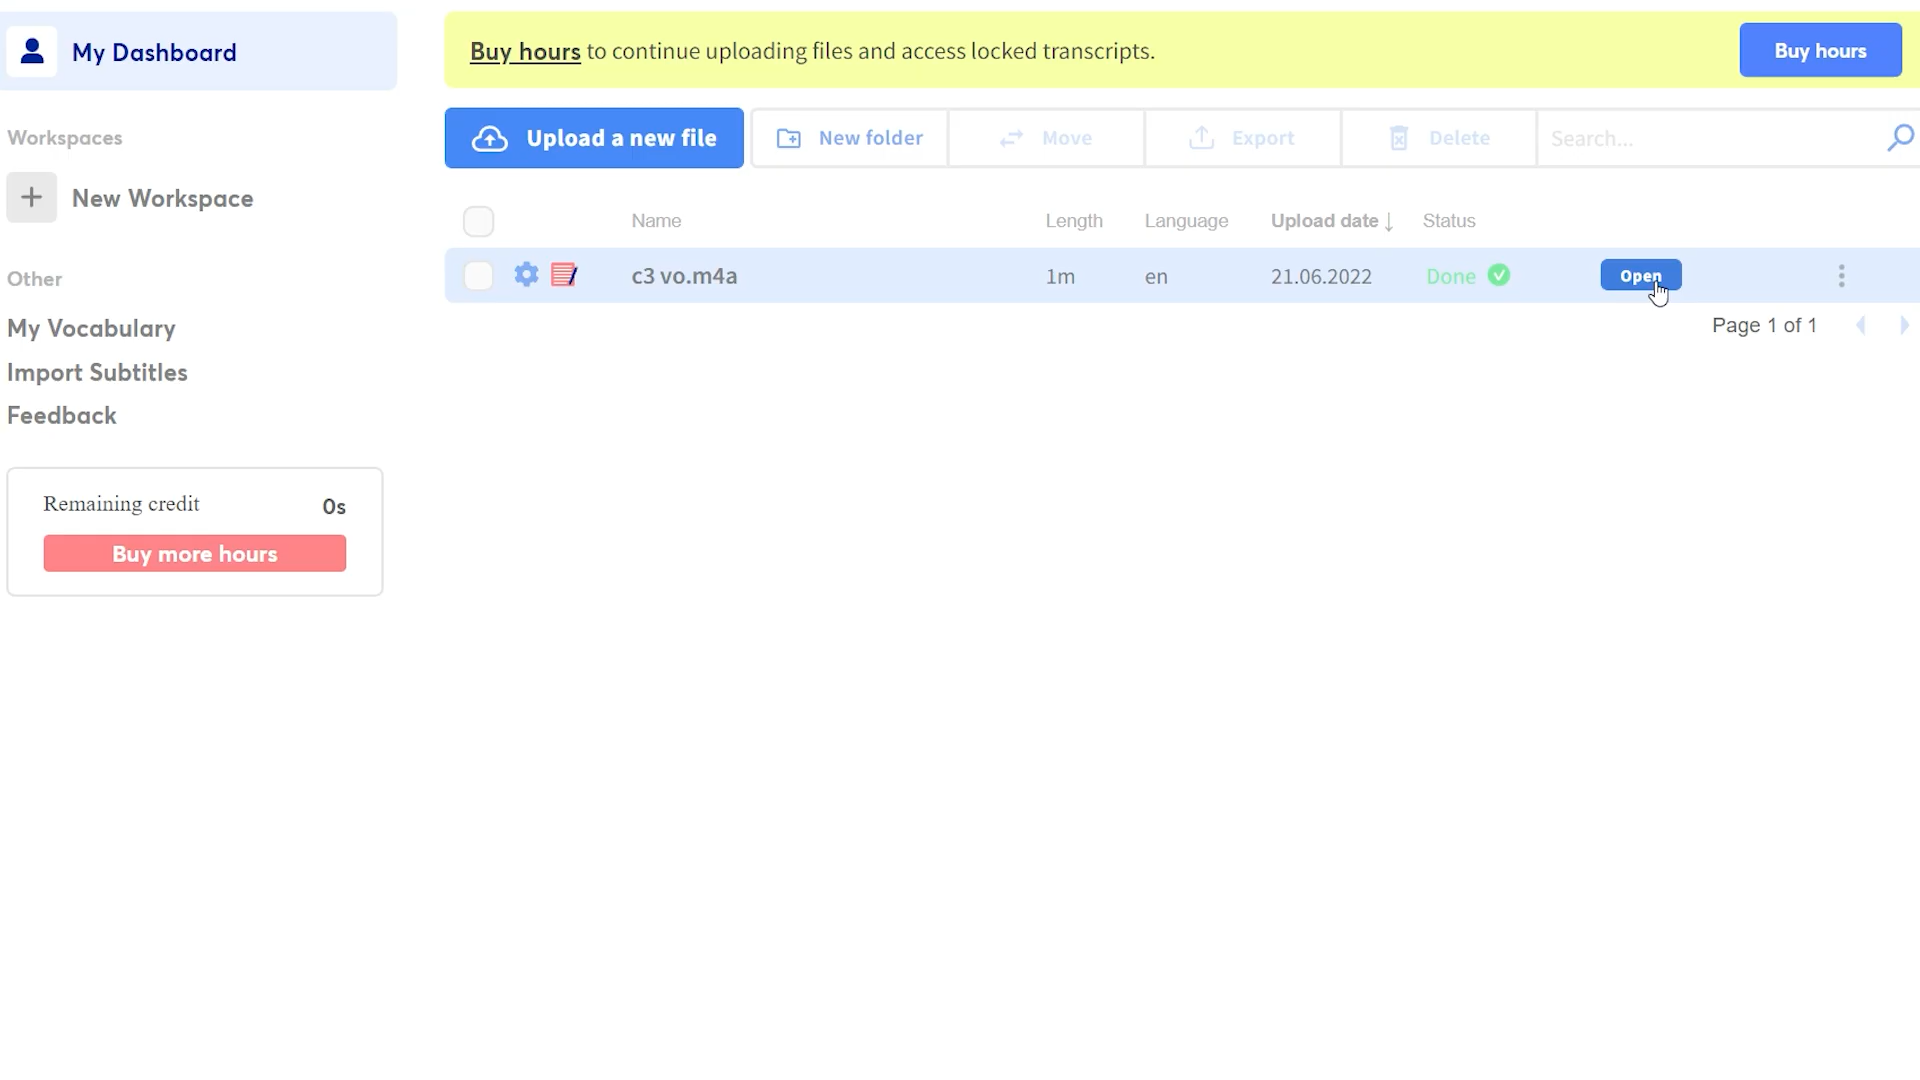 My Dashboard
Buy hours to continue uploading files and access locked transcripts.
Buy hours
Upload a new file
New folder
Move
Export
Delete
Search...
Workspaces
New Workspace
Name
Length
Language
Upload date
Status
c3 vo.m4a
1m
en
21.06.2022
Done
Open
Page 1 of 1
Other
My Vocabulary
Import Subtitles
Feedback
Remaining credit
0s
Buy more hours